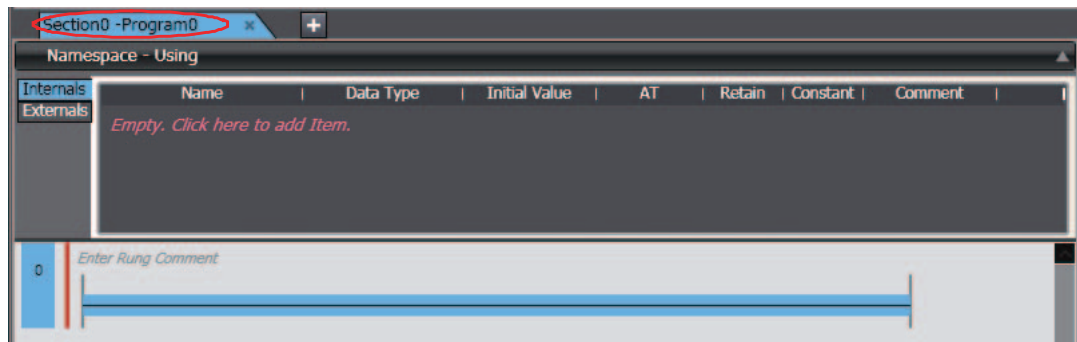 Section0 -Program0 × +
Namespace - Using
Internals
Externals
Name | Data Type | Initial Value | AT | Retain | Constant | Comment |
Empty. Click here to add Item.
0
Enter Rung Comment